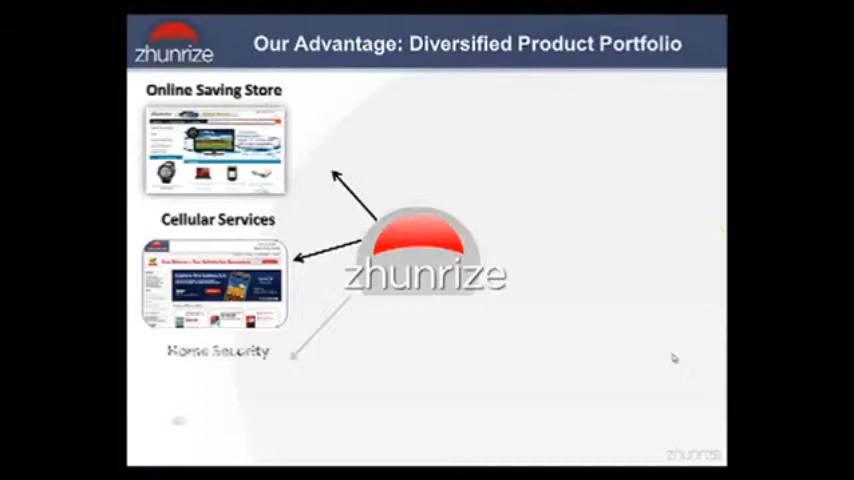 zhunrize
Our Advantage: Diversified Product Portfolio
Online Saving Store
Cellular Services
zhunrize
Home Security
zhunrize